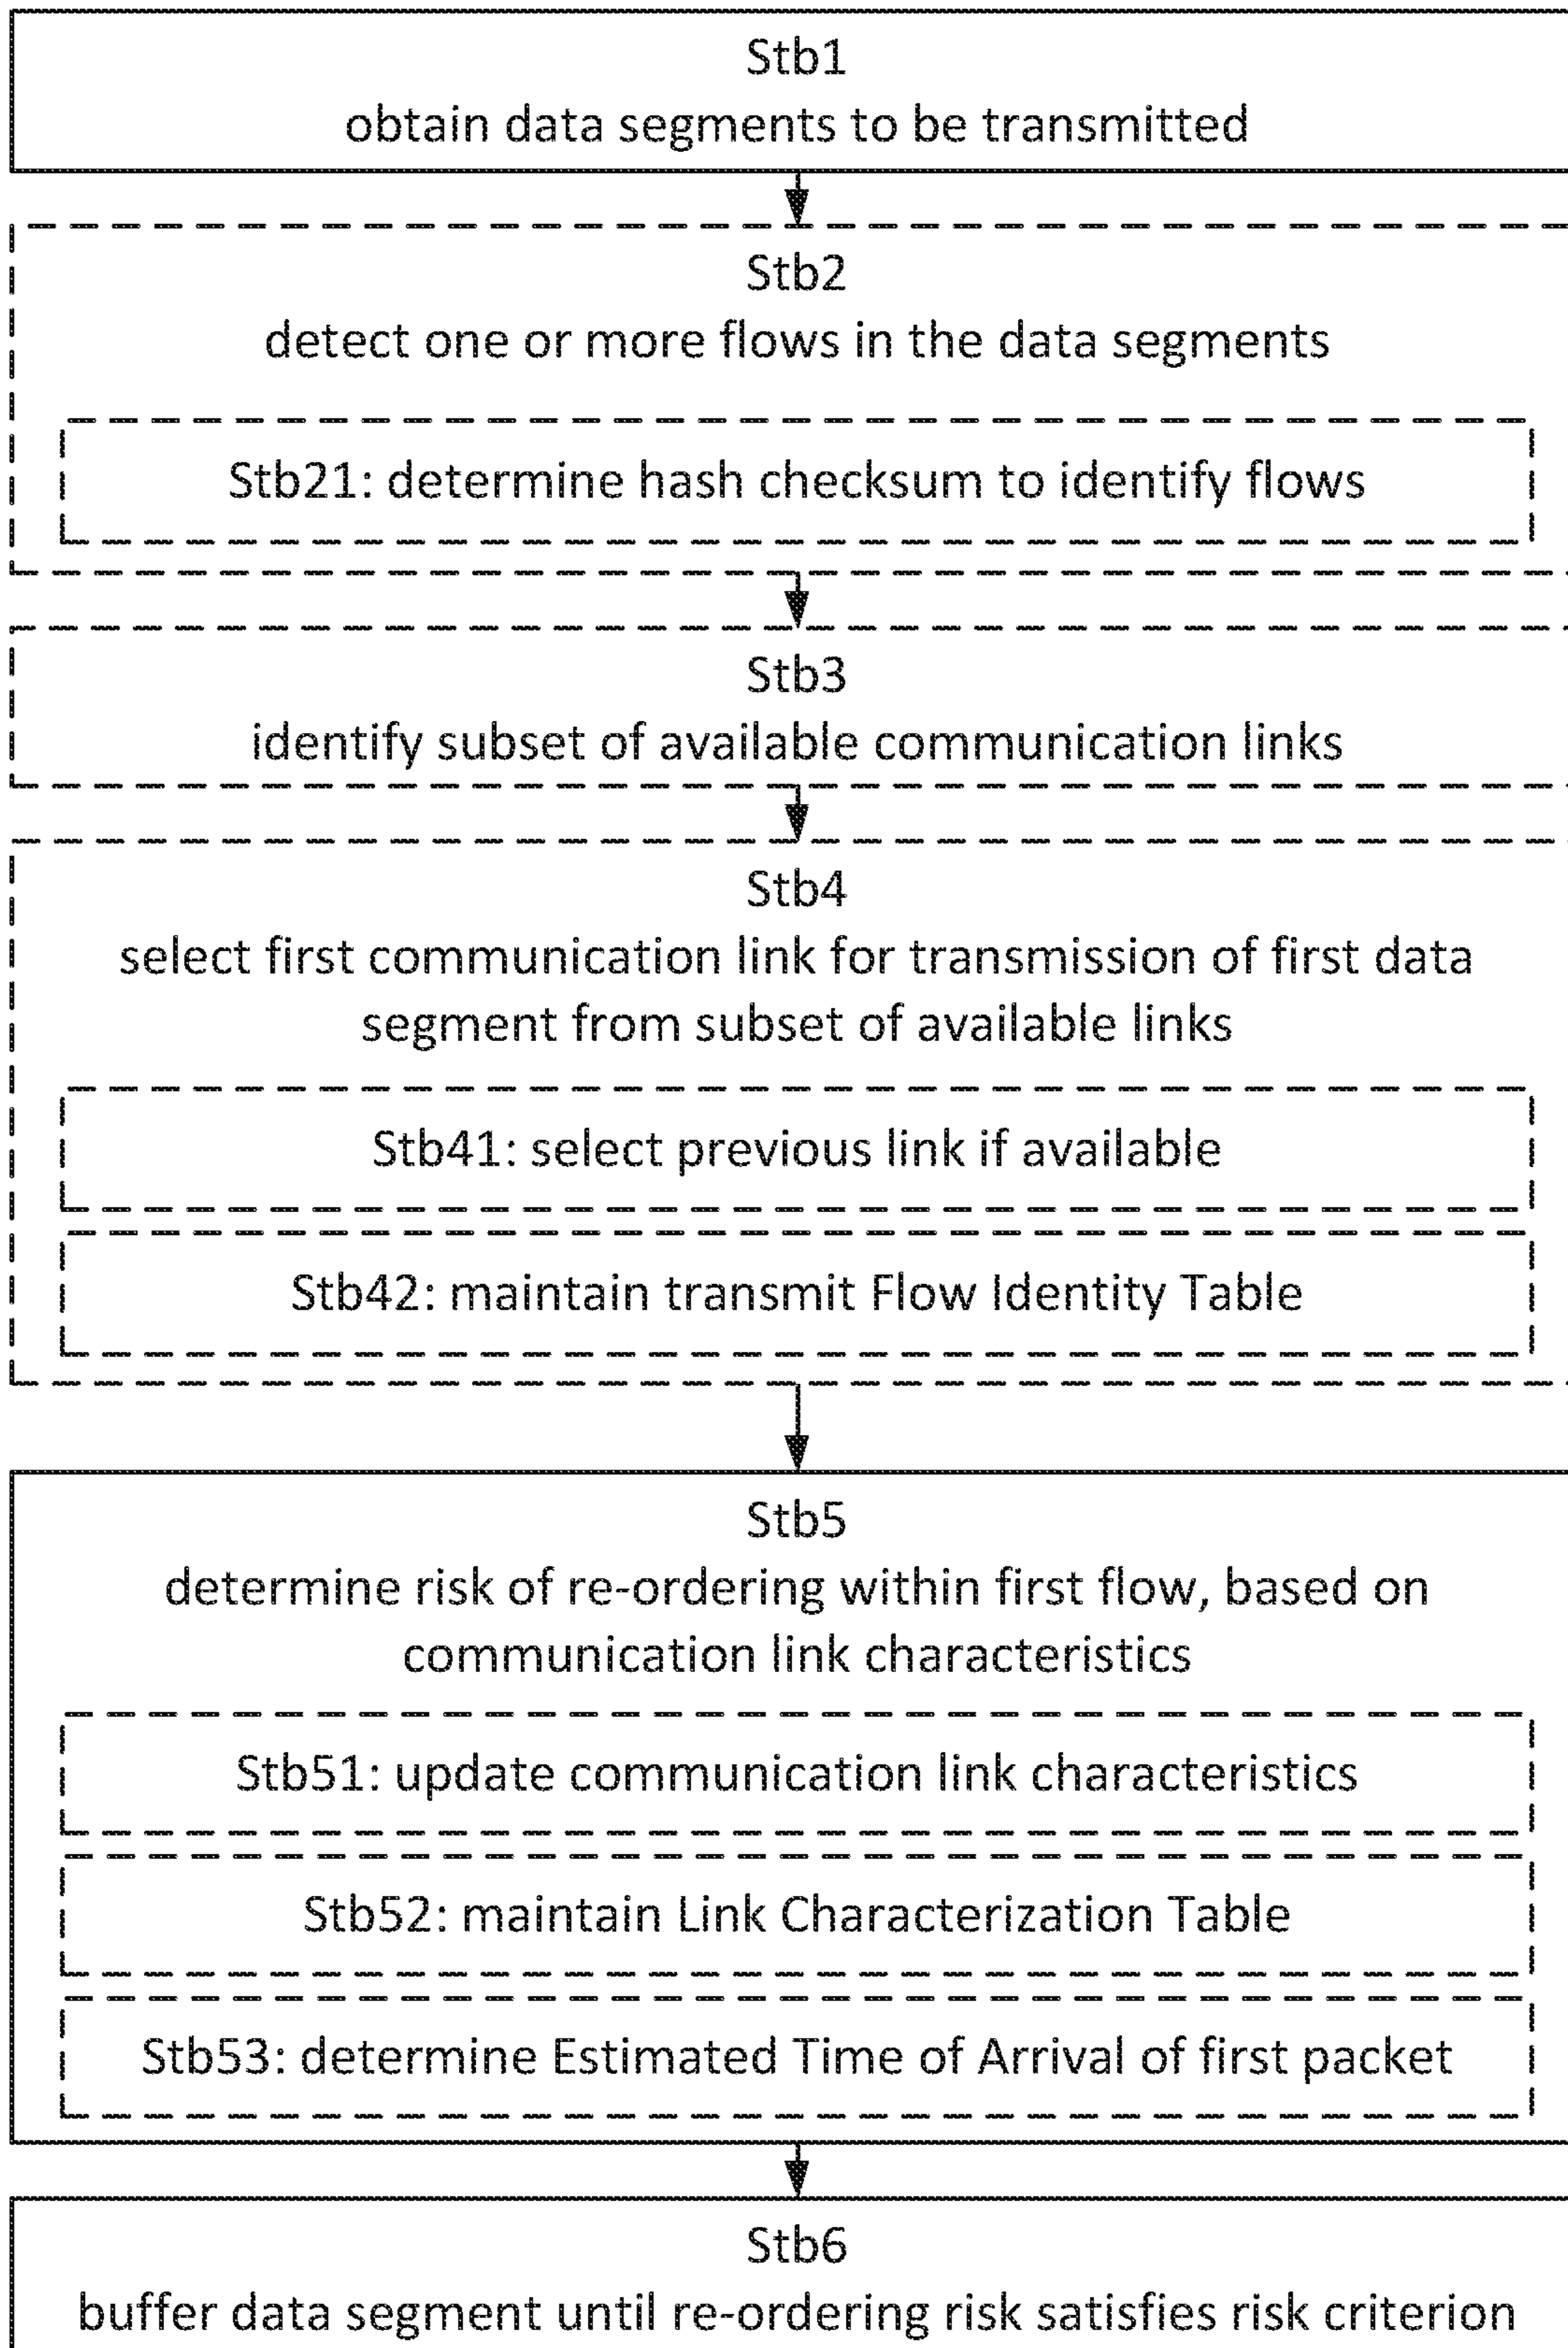 Stb1
obtain data segments to be transmitted
Stb2
detect one or more flows in the data segments
Stb21: determine hash checksum to identify flows
Stb3
identify subset of available communication links
Stb4
select first communication link for transmission of first data
segment from subset of available links
Stb41: select previous link if available
Stb42: maintain transmit Flow Identity Table
Stb5
determine risk of re-ordering within first flow, based on
communication link characteristics
Stb51: update communication link characteristics
Stb52: maintain Link Characterization Table
Stb53: determine Estimated Time of Arrival of first packet
Stb6
buffer data segment until re-ordering risk satisfies risk criterion